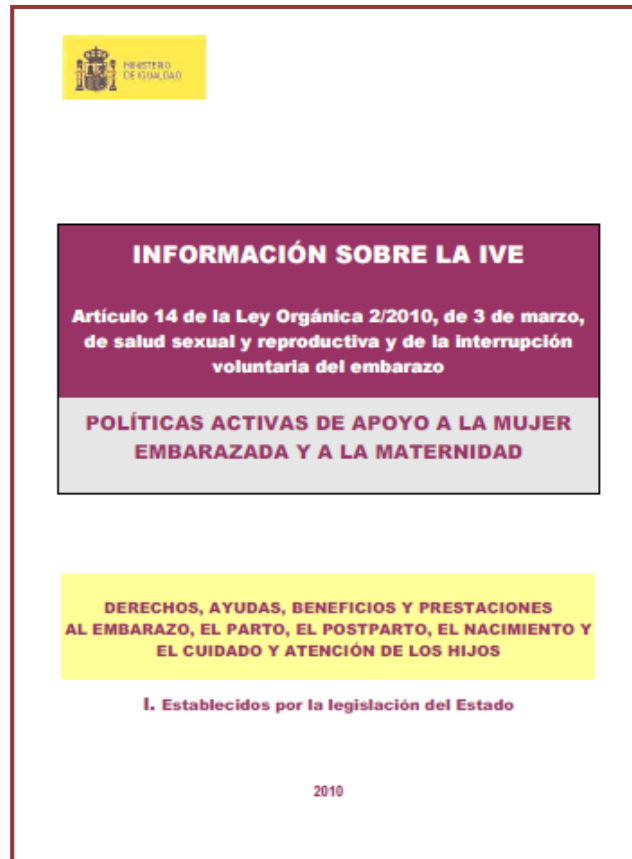 MINISTERIO
DE IGUALDAD
INFORMACIÓN SOBRE LA IVE
Artículo 14 de la Ley Orgánica 2/2010, de 3 de marzo,
de salud sexual y reproductiva y de la interrupción
voluntaria del embarazo
POLÍTICAS ACTIVAS DE APOYO A LA MUJER
EMBARAZADA Y A LA MATERNIDAD
DERECHOS, AYUDAS, BENEFICIOS Y PRESTACIONES
AL EMBARAZO, EL PARTO, EL POSTPARTO, EL NACIMIENTO Y
EL CUIDADO Y ATENCIÓN DE LOS HIJOS
I. Establecidos por la legislación del Estado
2010